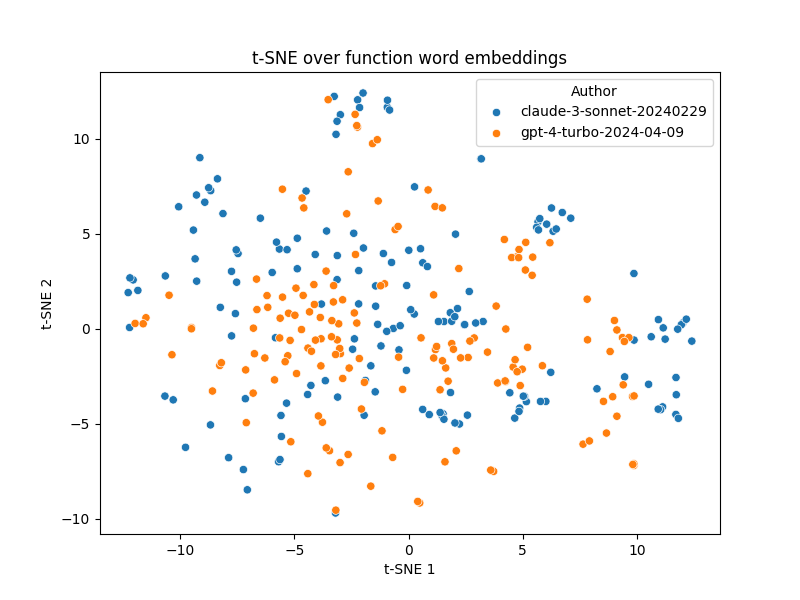 t-SNE over function word embeddings
Author
claude-3-sonnet-20240229
gpt-4-turbo-2024-04-09
10
5
0
−5
−10
t-SNE 2
−10
−5
0
5
10
t-SNE 1